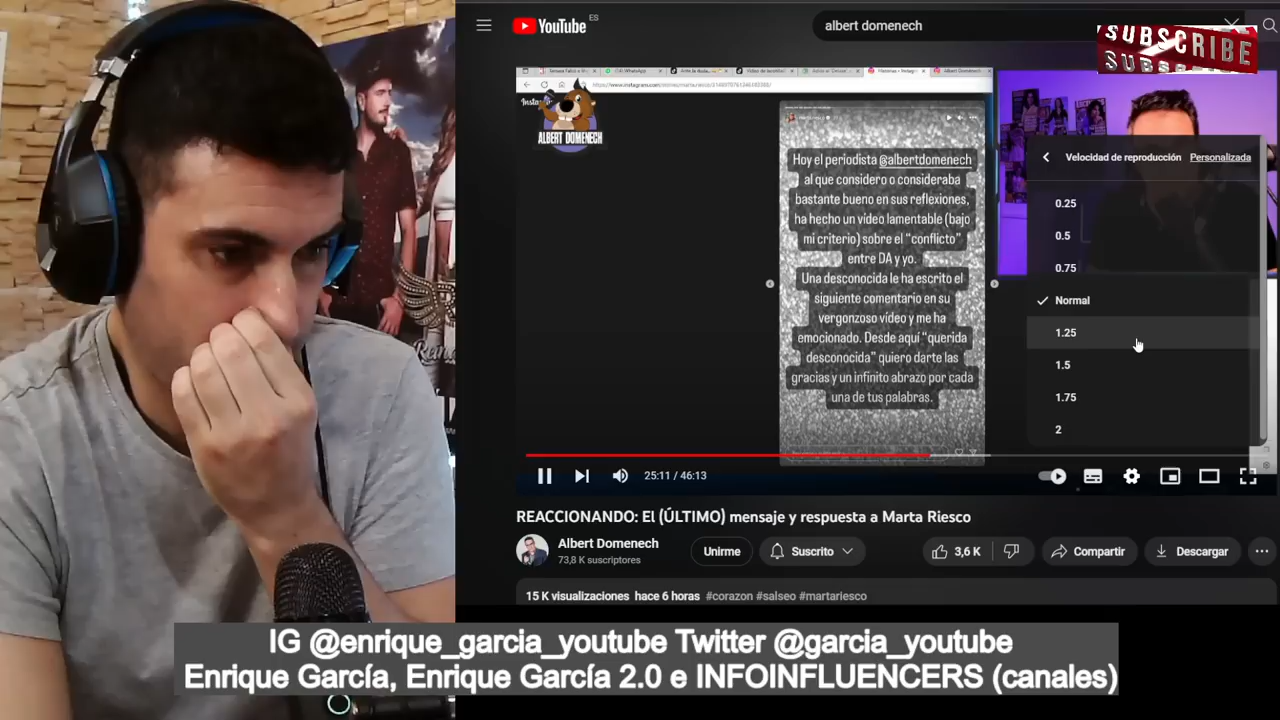 YouTube ES
albert domenech
SUBSCRIBE
SUBSCRIBE
ALBERT DOMENECH
Hoy el periodista @albertdomenech
al que considero o consideraba
bastante bueno en sus reflexiones,
ha hecho un video lamentable (bajo
mi criterio) sobre el "conflicto"
entre DA y yo.
Una desconocida le ha escrito el
siguiente comentario en su
vergonzoso vídeo y me ha
emocionado. Desde aquí "querida
desconocida" quiero darte las
gracias y un infinito abrazo por cada
una de tus palabras.
Velocidad de reproducción Personalizada
0.25
0.5
0.75
Normal
1.25
1.5
1.75
2
25:11 / 46:13
REACCIONANDO: El (ÚLTIMO) mensaje y respuesta a Marta Riesco
Albert Domenech
73,8 K suscriptores
Unirme
Suscrito
3,6 K
Compartir
Descargar
15 K visualizaciones hace 6 horas #corazon #salseo #martariesco
IG @enrique_garcia_youtube Twitter @garcia_youtube
Enrique García, Enrique García 2.0 e INFOINFLUENCERS (canales)